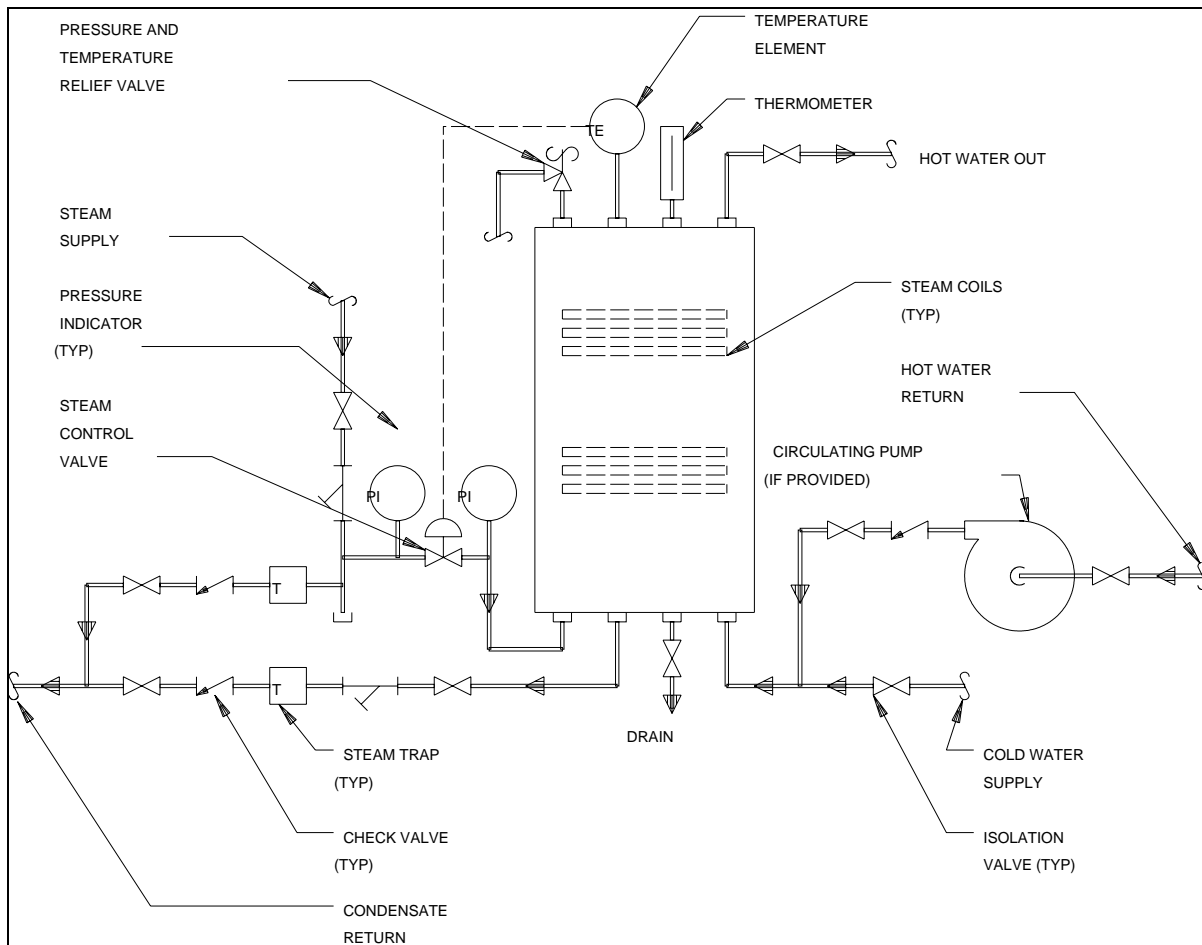 PRESSURE AND
TEMPERATURE
RELIEF VALVE
TEMPERATURE
ELEMENT
THERMOMETER
TE
HOT WATER OUT
STEAM
SUPPLY
PRESSURE
INDICATOR
(TYP)
STEAM COILS
(TYP)
HOT WATER
RETURN
STEAM
CONTROL
VALVE
CIRCULATING PUMP
(IF PROVIDED)
PI
PI
T
T
DRAIN
STEAM TRAP
(TYP)
COLD WATER
SUPPLY
CHECK VALVE
(TYP)
ISOLATION
VALVE (TYP)
CONDENSATE
RETURN